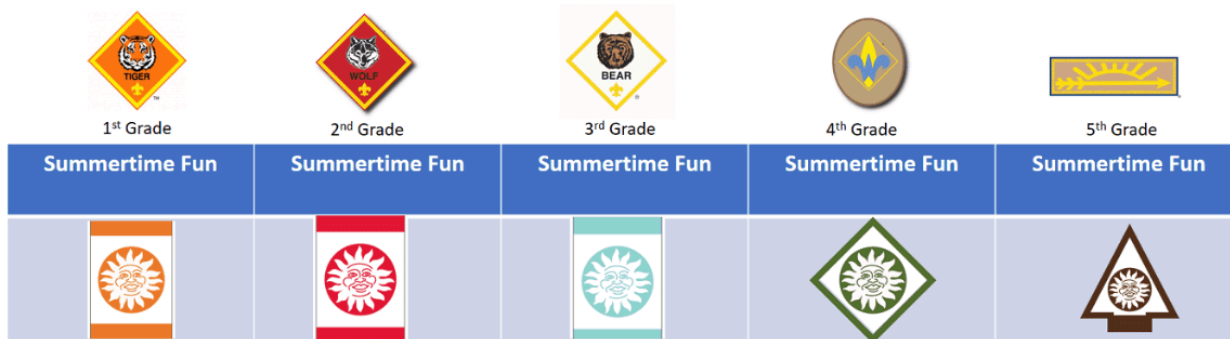 TIGER
™
WOLF
BEAR
®
1st Grade
2nd Grade
3rd Grade
4th Grade
5th Grade
Summertime Fun
Summertime Fun
Summertime Fun
Summertime Fun
Summertime Fun